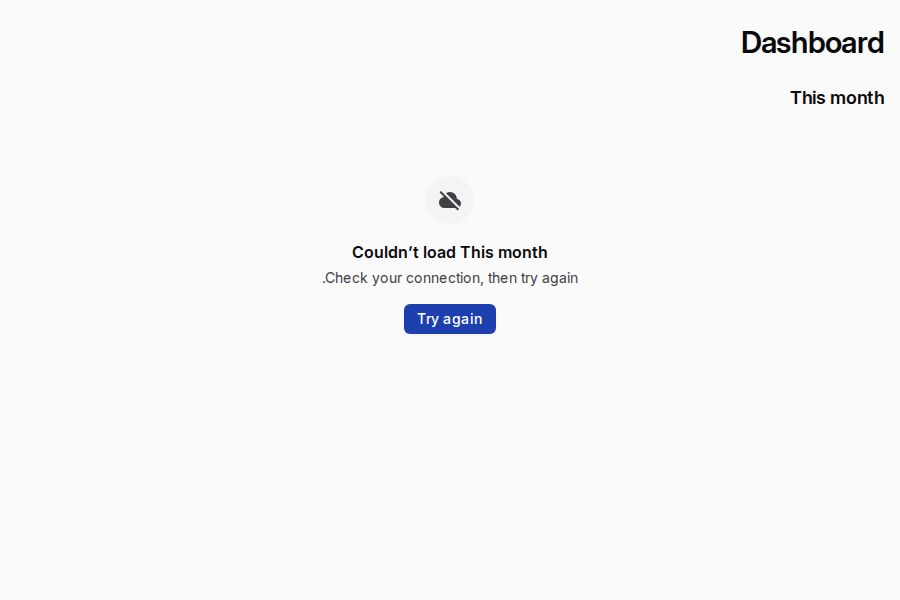 Dashboard
This month
Couldn’t load This month
.Check your connection, then try again
Try again